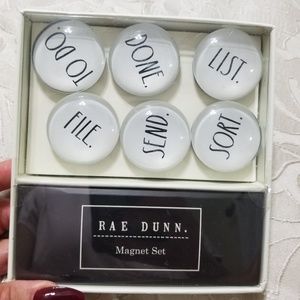 TO DO.
DONE.
LIST.
FILE.
SEND.
SORT.
RAE DUNN.
Magnet Set